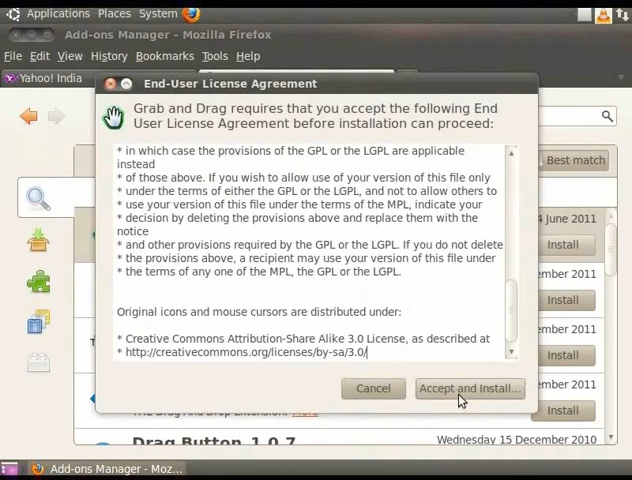 Applications Places System
Add-ons Manager - Mozilla Firefox
File Edit View History Bookmarks Tools Help
Yahoo! India
End-User License Agreement
Grab and Drag requires that you accept the following End
User License Agreement before installation can proceed:
* in which case the provisions of the GPL or the LGPL are applicable
instead
* of those above. If you wish to allow use of your version of this file only
* under the terms of either the GPL or the LGPL, and not to allow others to
* use your version of this file under the terms of the MPL, indicate your
* decision by deleting the provisions above and replace them with the
notice
* and other provisions required by the GPL or the LGPL. If you do not delete
* the provisions above, a recipient may use your version of this file under
* the terms of any one of the MPL, the GPL or the LGPL.
Original icons and mouse cursors are distributed under:
* Creative Commons Attribution-Share Alike 3.0 License, as described at
* http://creativecommons.org/licenses/by-sa/3.0/
Cancel Accept and Install...
Best match
4 June 2011
Install
ember 2011
Install
ember 2011
Install
ember 2011
Install
The Drag And Drop Extension! More
Drag Button 1.0.7 Wednesday 15 December 2010
Add-ons Manager - Moz...